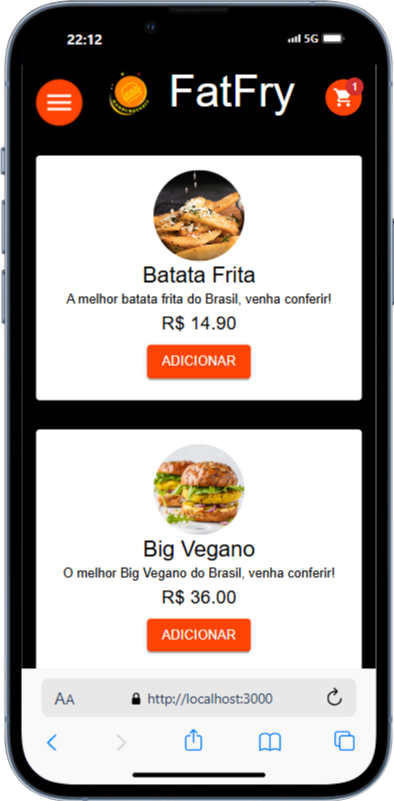 22:12
5G
FatFry
1
Batata Frita
A melhor batata frita do Brasil, venha conferir!
R$ 14.90
ADICIONAR
Big Vegano
O melhor Big Vegano do Brasil, venha conferir!
R$ 36.00
ADICIONAR
AA
http://localhost:3000